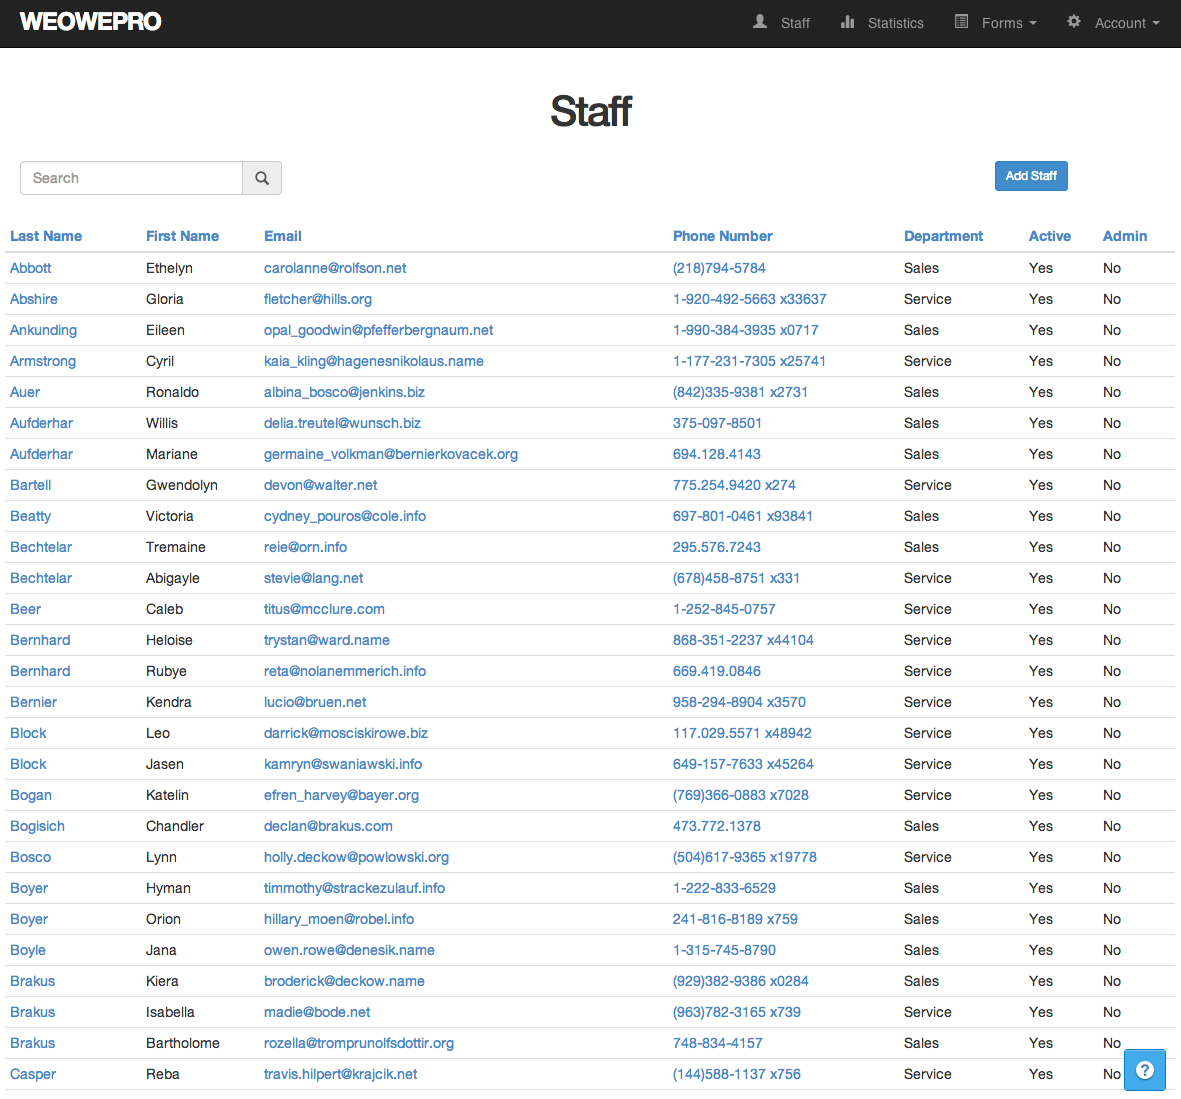 WEOWEPRO Staff Statistics Forms Account
Staff
Search Add Staff
Last Name First Name Email Phone Number Department Active Admin
Abbott Ethelyn carolanne@rolfson.net (218)794-5784 Sales Yes No
Abshire Gloria fletcher@hills.org 1-920-492-5663 x33637 Service Yes No
Ankunding Eileen opal_goodwin@pfefferbergnaum.net 1-990-384-3935 x0717 Sales Yes No
Armstrong Cyril kaia_kling@hagenesnikolaus.name 1-177-231-7305 x25741 Service Yes No
Auer Ronaldo albina_bosco@jenkins.biz (842)335-9381 x2731 Sales Yes No
Aufderhar Willis delia.treutel@wunsch.biz 375-097-8501 Sales Yes No
Aufderhar Mariane germaine_volkman@bernierkovacek.org 694.128.4143 Sales Yes No
Bartell Gwendolyn devon@walter.net 775.254.9420 x274 Service Yes No
Beatty Victoria cydney_pouros@cole.info 697-801-0461 x93841 Sales Yes No
Bechtelar Tremaine reie@orn.info 295.576.7243 Sales Yes No
Bechtelar Abigayle stevie@lang.net (678)458-8751 x331 Service Yes No
Beer Caleb titus@mcclure.com 1-252-845-0757 Service Yes No
Bernhard Heloise trystan@ward.name 868-351-2237 x44104 Service Yes No
Bernhard Rubye reta@nolanemmerich.info 669.419.0846 Service Yes No
Bernier Kendra lucio@bruen.net 958-294-8904 x3570 Service Yes No
Block Leo darrick@mosciskirowe.biz 117.029.5571 x48942 Service Yes No
Block Jasen kamryn@swaniawski.info 649-157-7633 x45264 Service Yes No
Bogan Katelin efren_harvey@bayer.org (769)366-0883 x7028 Service Yes No
Bogisich Chandler declan@brakus.com 473.772.1378 Sales Yes No
Bosco Lynn holly.deckow@powlowski.org (504)617-9365 x19778 Service Yes No
Boyer Hyman timmothy@strackezulauf.info 1-222-833-6529 Sales Yes No
Boyer Orion hillary_moen@robel.info 241-816-8189 x759 Sales Yes No
Boyle Jana owen.rowe@denesik.name 1-315-745-8790 Sales Yes No
Brakus Kiera broderick@deckow.name (929)382-9386 x0284 Sales Yes No
Brakus Isabella madie@bode.net (963)782-3165 x739 Service Yes No
Brakus Bartholome rozella@tromprunolfsdottir.org 748-834-4157 Sales Yes No
Casper Reba travis.hilpert@krajcik.net (144)588-1137 x756 Service Yes No ?